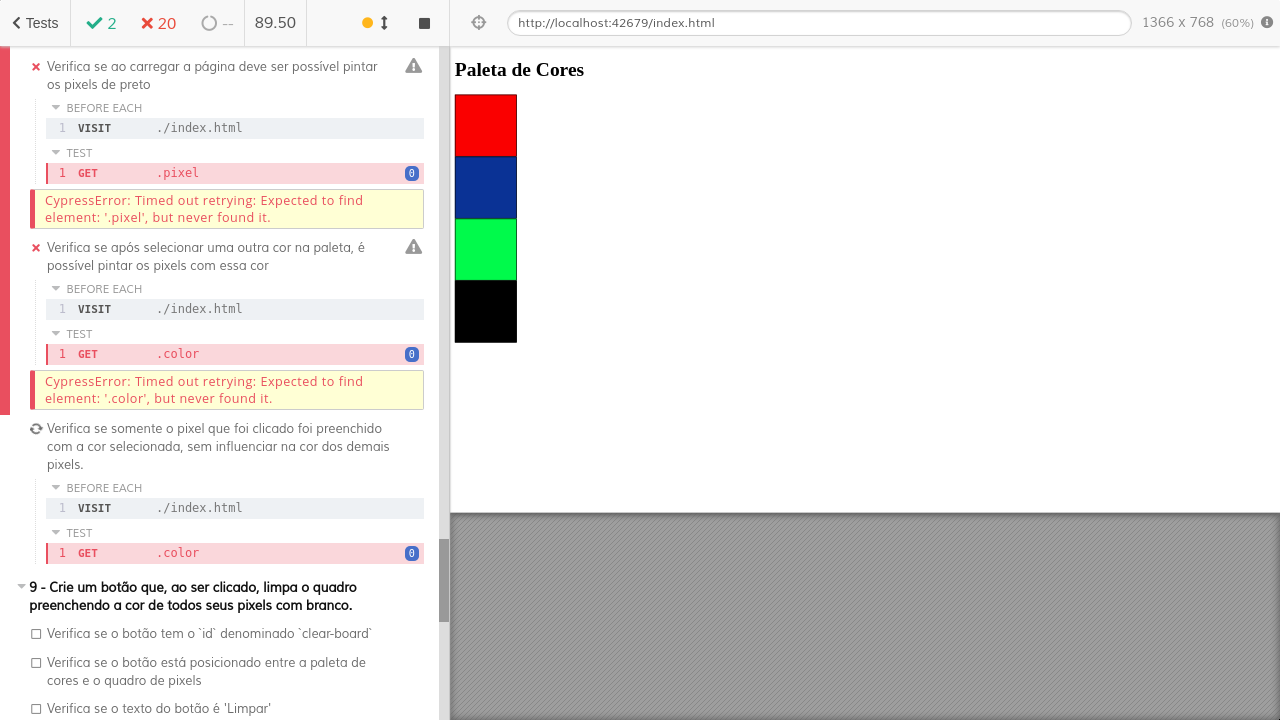 Tests
2
20
--
89.50
http://localhost:42679/index.html
1366 x 768 (60%)
Verifica se ao carregar a página deve ser possível pintar
os pixels de preto
BEFORE EACH
1 VISIT ./index.html
TEST
1 GET .pixel 0
CypressError: Timed out retrying: Expected to find
element: '.pixel', but never found it.
Verifica se após selecionar uma outra cor na paleta, é
possível pintar os pixels com essa cor
BEFORE EACH
1 VISIT ./index.html
TEST
1 GET .color 0
CypressError: Timed out retrying: Expected to find
element: '.color', but never found it.
Verifica se somente o pixel que foi clicado foi preenchido
com a cor selecionada, sem influenciar na cor dos demais
pixels.
BEFORE EACH
1 VISIT ./index.html
TEST
1 GET .color 0
9 - Crie um botão que, ao ser clicado, limpa o quadro
preenchendo a cor de todos seus pixels com branco.
Verifica se o botão tem o `id` denominado `clear-board`
Verifica se o botão está posicionado entre a paleta de
cores e o quadro de pixels
Verifica se o texto do botão é 'Limpar'
Paleta de Cores